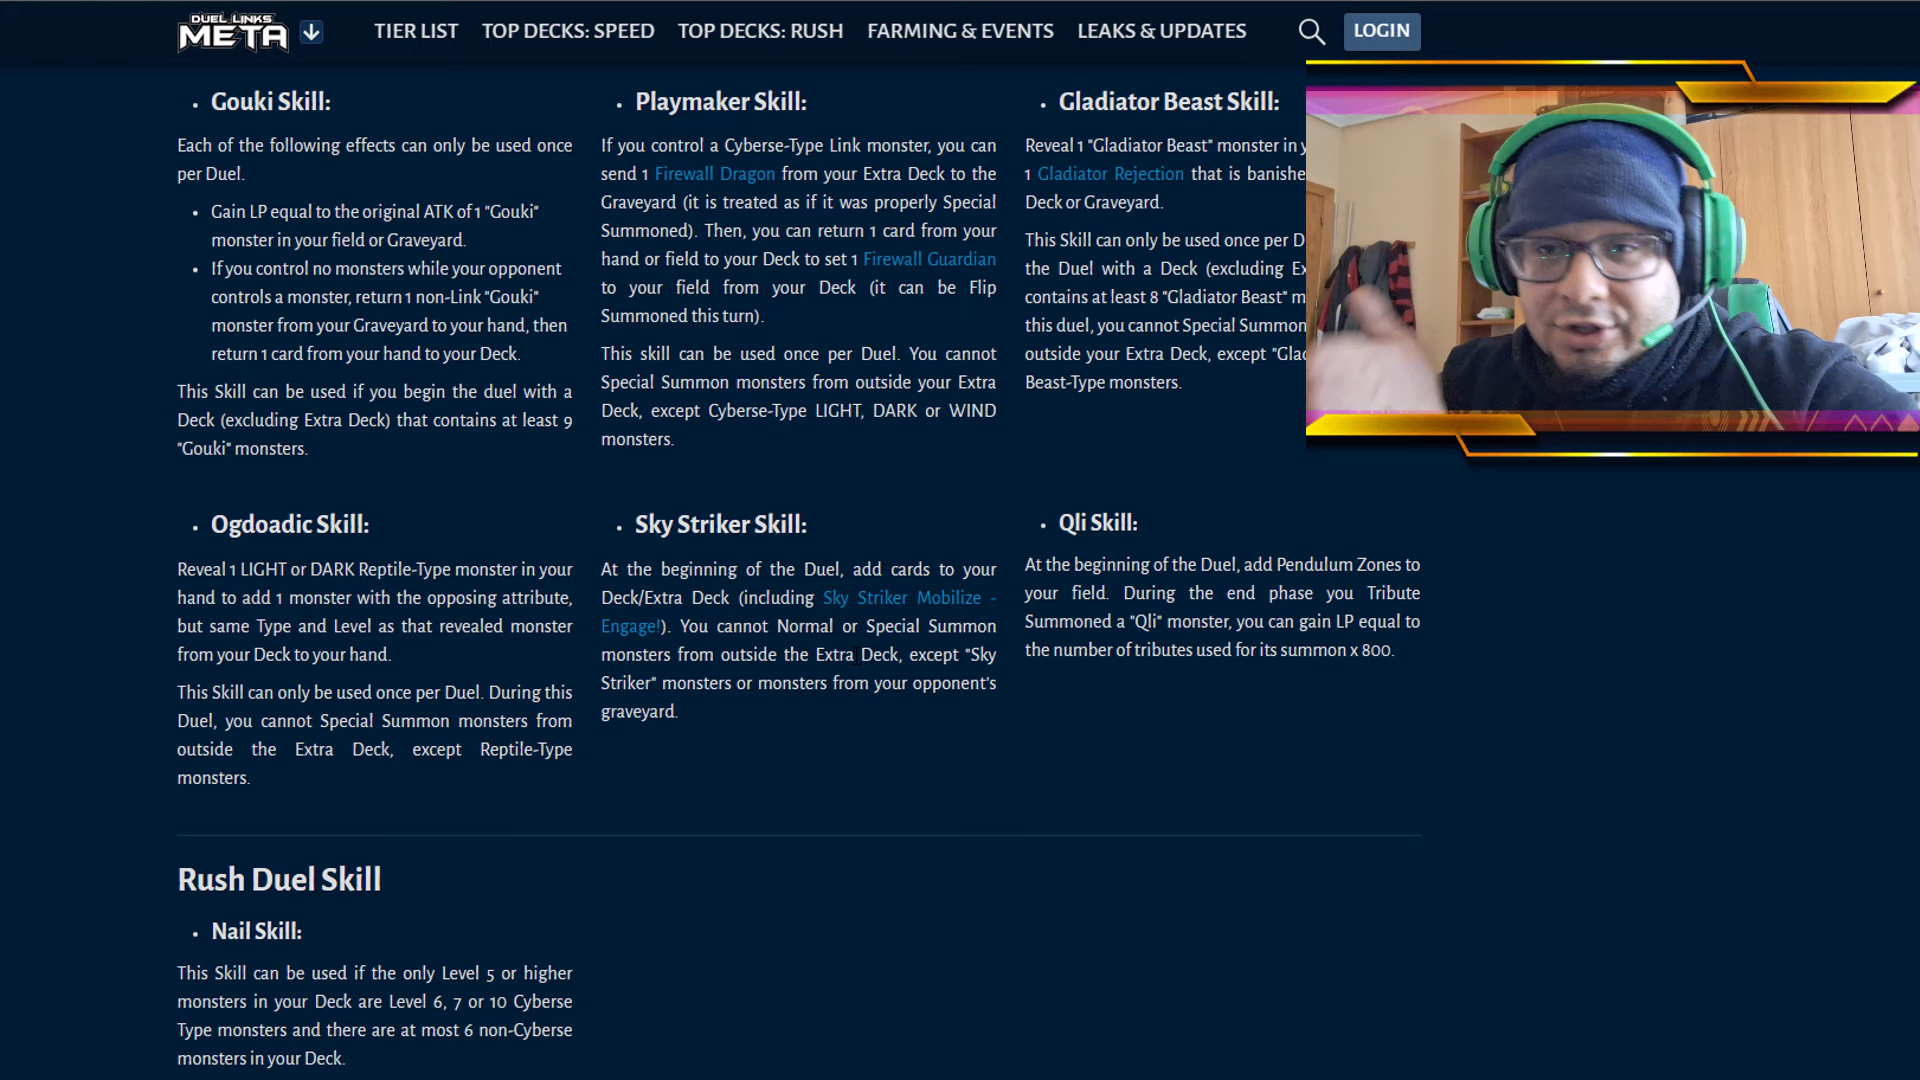 DUEL LINKS
META
TIER LIST
TOP DECKS: SPEED
TOP DECKS: RUSH
FARMING & EVENTS
LEAKS & UPDATES
LOGIN
• Gouki Skill:
Each of the following effects can only be used once
per Duel.
• Gain LP equal to the original ATK of 1 "Gouki"
monster in your field or Graveyard.
• If you control no monsters while your opponent
controls a monster, return 1 non-Link "Gouki"
monster from your Graveyard to your hand, then
return 1 card from your hand to your Deck.
This Skill can be used if you begin the duel with a
Deck (excluding Extra Deck) that contains at least 9
"Gouki" monsters.
• Playmaker Skill:
If you control a Cyberse-Type Link monster, you can
send 1 Firewall Dragon from your Extra Deck to the
Graveyard (it is treated as if it was properly Special
Summoned). Then, you can return 1 card from your
hand or field to your Deck to set 1 Firewall Guardian
to your field from your Deck (it can be Flip
Summoned this turn).
This skill can be used once per Duel. You cannot
Special Summon monsters from outside your Extra
Deck, except Cyberse-Type LIGHT, DARK or WIND
monsters.
• Gladiator Beast Skill:
Reveal 1 "Gladiator Beast" monster in
1 Gladiator Rejection that is
Deck or Graveyard.
This Skill can only be used once per
the Duel with a Deck (excluding
contains at least 8 "Gladiator Beast"
this duel, you cannot Special Summon
outside your Extra Deck, except
Beast-Type monsters.
• Ogdoadic Skill:
Reveal 1 LIGHT or DARK Reptile-Type monster in your
hand to add 1 monster with the opposing attribute,
but same Type and Level as that revealed monster
from your Deck to your hand.
This Skill can only be used once per Duel. During this
Duel, you cannot Special Summon monsters from
outside the Extra Deck, except Reptile-Type
monsters.
• Sky Striker Skill:
At the beginning of the Duel, add cards to your
Deck/Extra Deck (including Sky Striker Mobilize -
Engage!). You cannot Normal or Special Summon
monsters from outside the Extra Deck, except "Sky
Striker" monsters or monsters from your opponent's
graveyard.
• Qli Skill:
At the beginning of the Duel, add Pendulum Zones to
your field. During the end phase you Tribute
Summoned a "Qli" monster, you can gain LP equal to
the number of tributes used for its summon x 800.
Rush Duel Skill
• Nail Skill:
This Skill can be used if the only Level 5 or higher
monsters in your Deck are Level 6, 7 or 10 Cyberse
Type monsters and there are at most 6 non-Cyberse
monsters in your Deck.